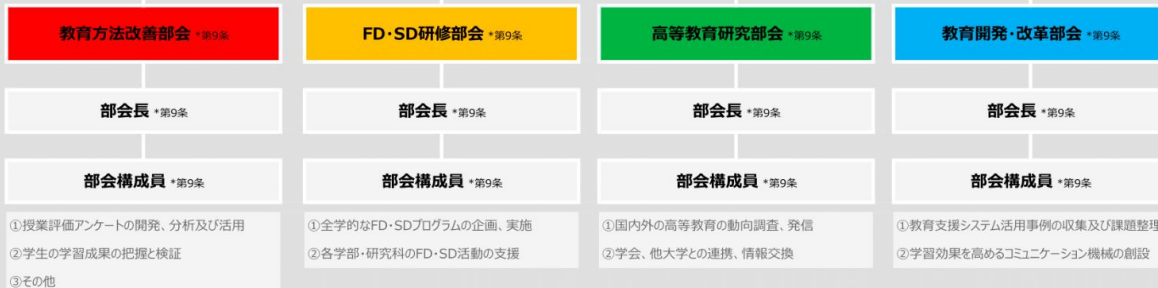 教育方法改善部会 *第9条
FD・SD研修部会 *第9条
高等教育研究部会 *第9条
教育開発・改革部会 *第9条
部会長 *第9条
部会長 *第9条
部会長 *第9条
部会長 *第9条
部会構成員 *第9条
部会構成員 *第9条
部会構成員 *第9条
部会構成員 *第9条
①授業評価アンケートの開発、分析及び活用
②学生の学習成果の把握と検証
③その他
①全学的なFD・SDプログラムの企画、実施
②各学部・研究科のFD・SD活動の支援
①国内外の高等教育の動向調査、発信
②学会、他大学との連携、情報交換
①教育支援システム活用事例の収集及び課題整理
②学習効果を高めるコミュニケーション機械の創設